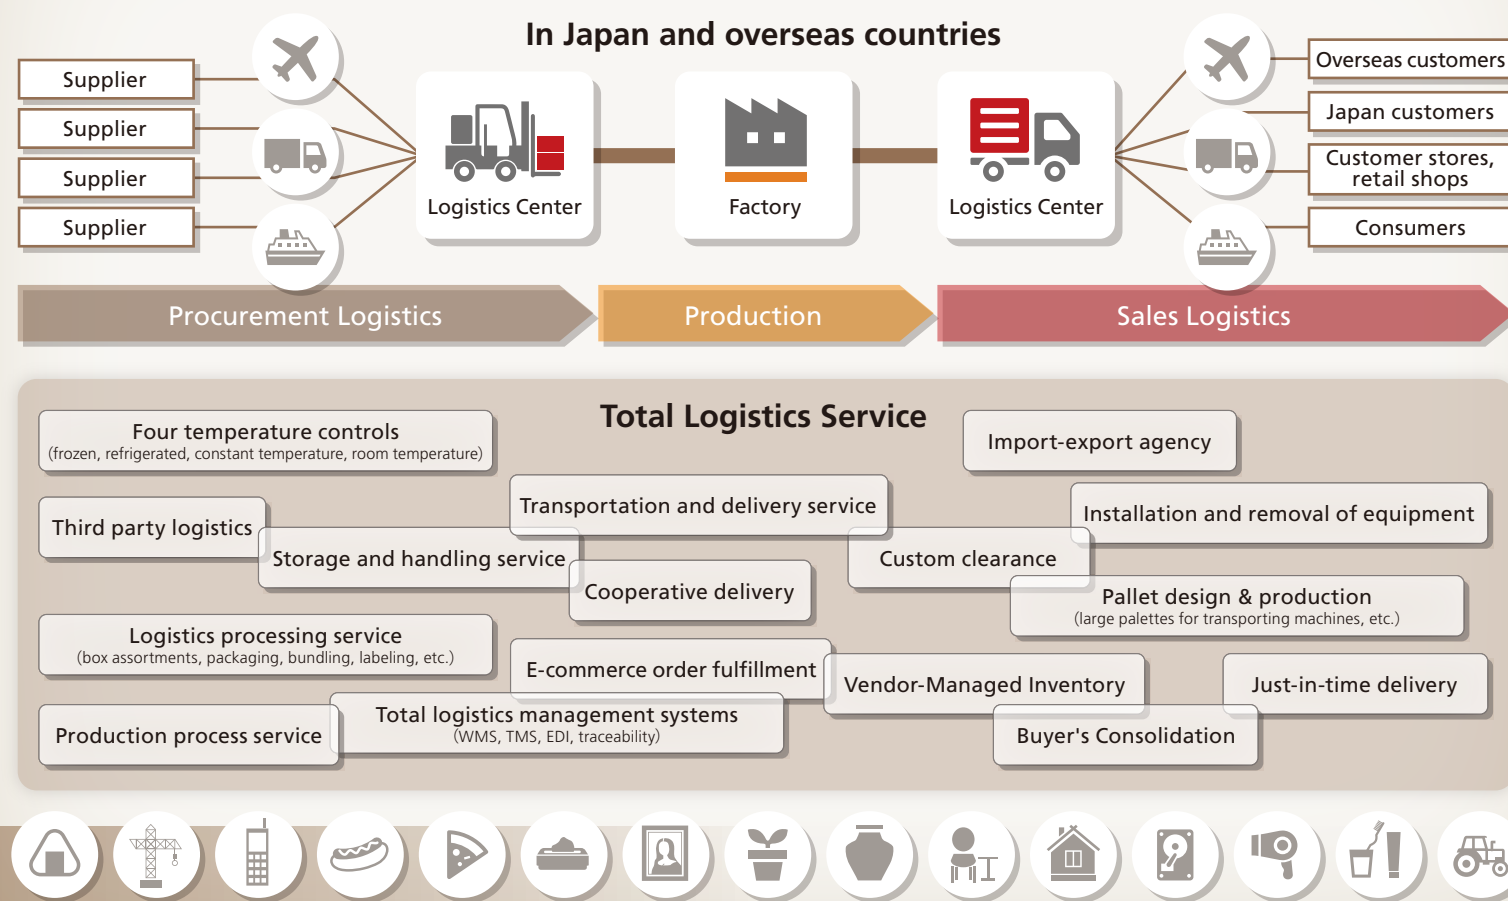 In Japan and overseas countries
Supplier
Supplier
Supplier
Supplier
Logistics Center
Factory
Logistics Center
Overseas customers
Japan customers
Customer stores,
retail shops
Consumers
Procurement Logistics
Production
Sales Logistics
Total Logistics Service
Four temperature controls
(frozen, refrigerated, constant temperature, room temperature)
Import-export agency
Third party logistics
Transportation and delivery service
Installation and removal of equipment
Storage and handling service
Custom clearance
Cooperative delivery
Pallet design & production
(large palettes for transporting machines, etc.)
Logistics processing service
(box assortments, packaging, bundling, labeling, etc.)
E-commerce order fulfillment
Vendor-Managed Inventory
Just-in-time delivery
Production process service
Total logistics management systems
(WMS, TMS, EDI, traceability)
Buyer's Consolidation